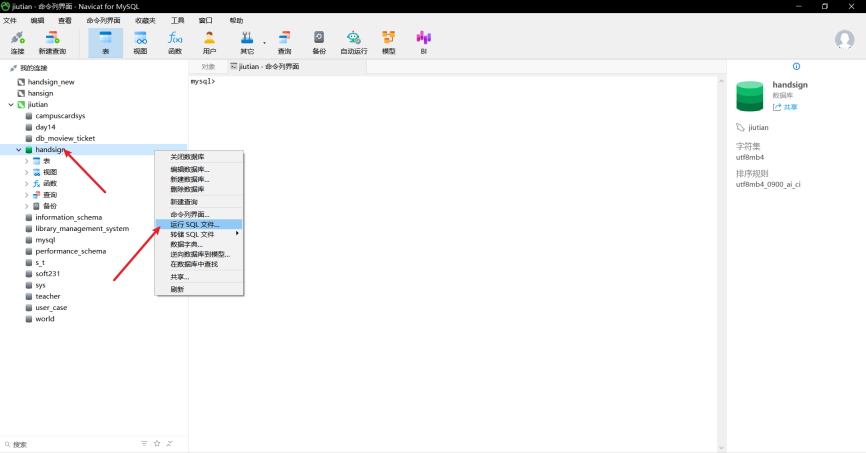 jiutian - 命令列界面 - Navicat for MySQL
文件 编辑 查看 命令列界面 收藏夹 工具 窗口 帮助
连接 新建查询 表 视图 函数 用户 其它 查询 备份 自动运行 模型 BI
我的连接
handsign_new
hansign
jiutian
campuscardsys
day14
db_moview_ticket
handsign
表
视图
函数
查询
备份
information_schema
library_management_system
mysql
performance_schema
s_t
soft231
sys
teacher
user_case
world
搜索
对象 jiutian - 命令列界面
mysql>
关闭数据库
编辑数据库...
新建数据库...
删除数据库
新建查询
命令列界面...
运行 SQL 文件...
转储 SQL 文件
数据字典...
逆向数据库到模型...
在数据库中查找
共享...
刷新
handsign
数据库
共享
jiutian
字符集
utf8mb4
排序规则
utf8mb4_0900_ai_ci